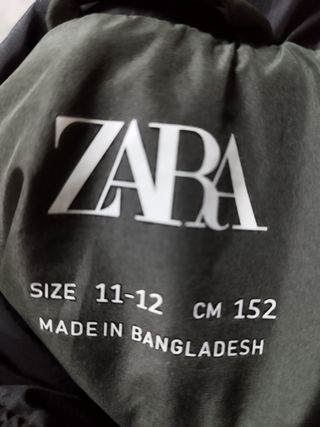 ZARA
SIZE 11-12 CM 152
MADE IN BANGLADESH